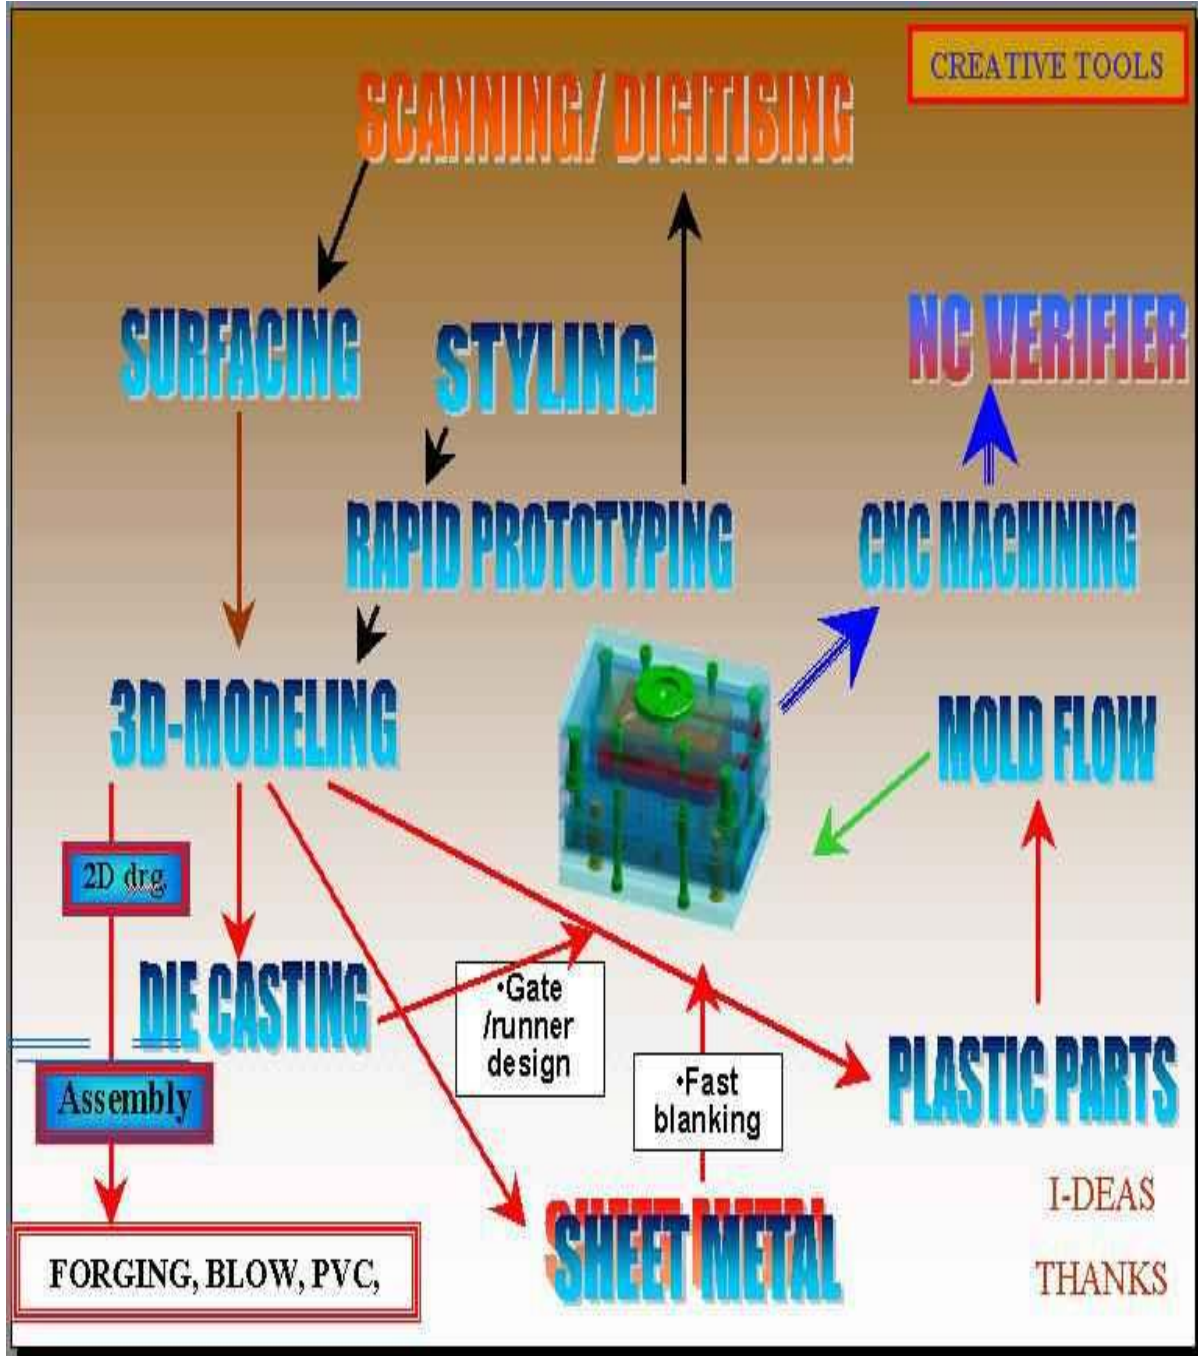 CREATIVE TOOLS
SCANNING/ DIGITISING
SURFACING
STYLING
NC VERIFIER
RAPID PROTOTYPING
CNC MACHINING
3D-MODELING
MOLD FLOW
2D drg
DIE CASTING
•Gate
/runner
design
Assembly
•Fast
blanking
PLASTIC PARTS
SHEET METAL
I-DEAS
THANKS
FORGING, BLOW, PVC,